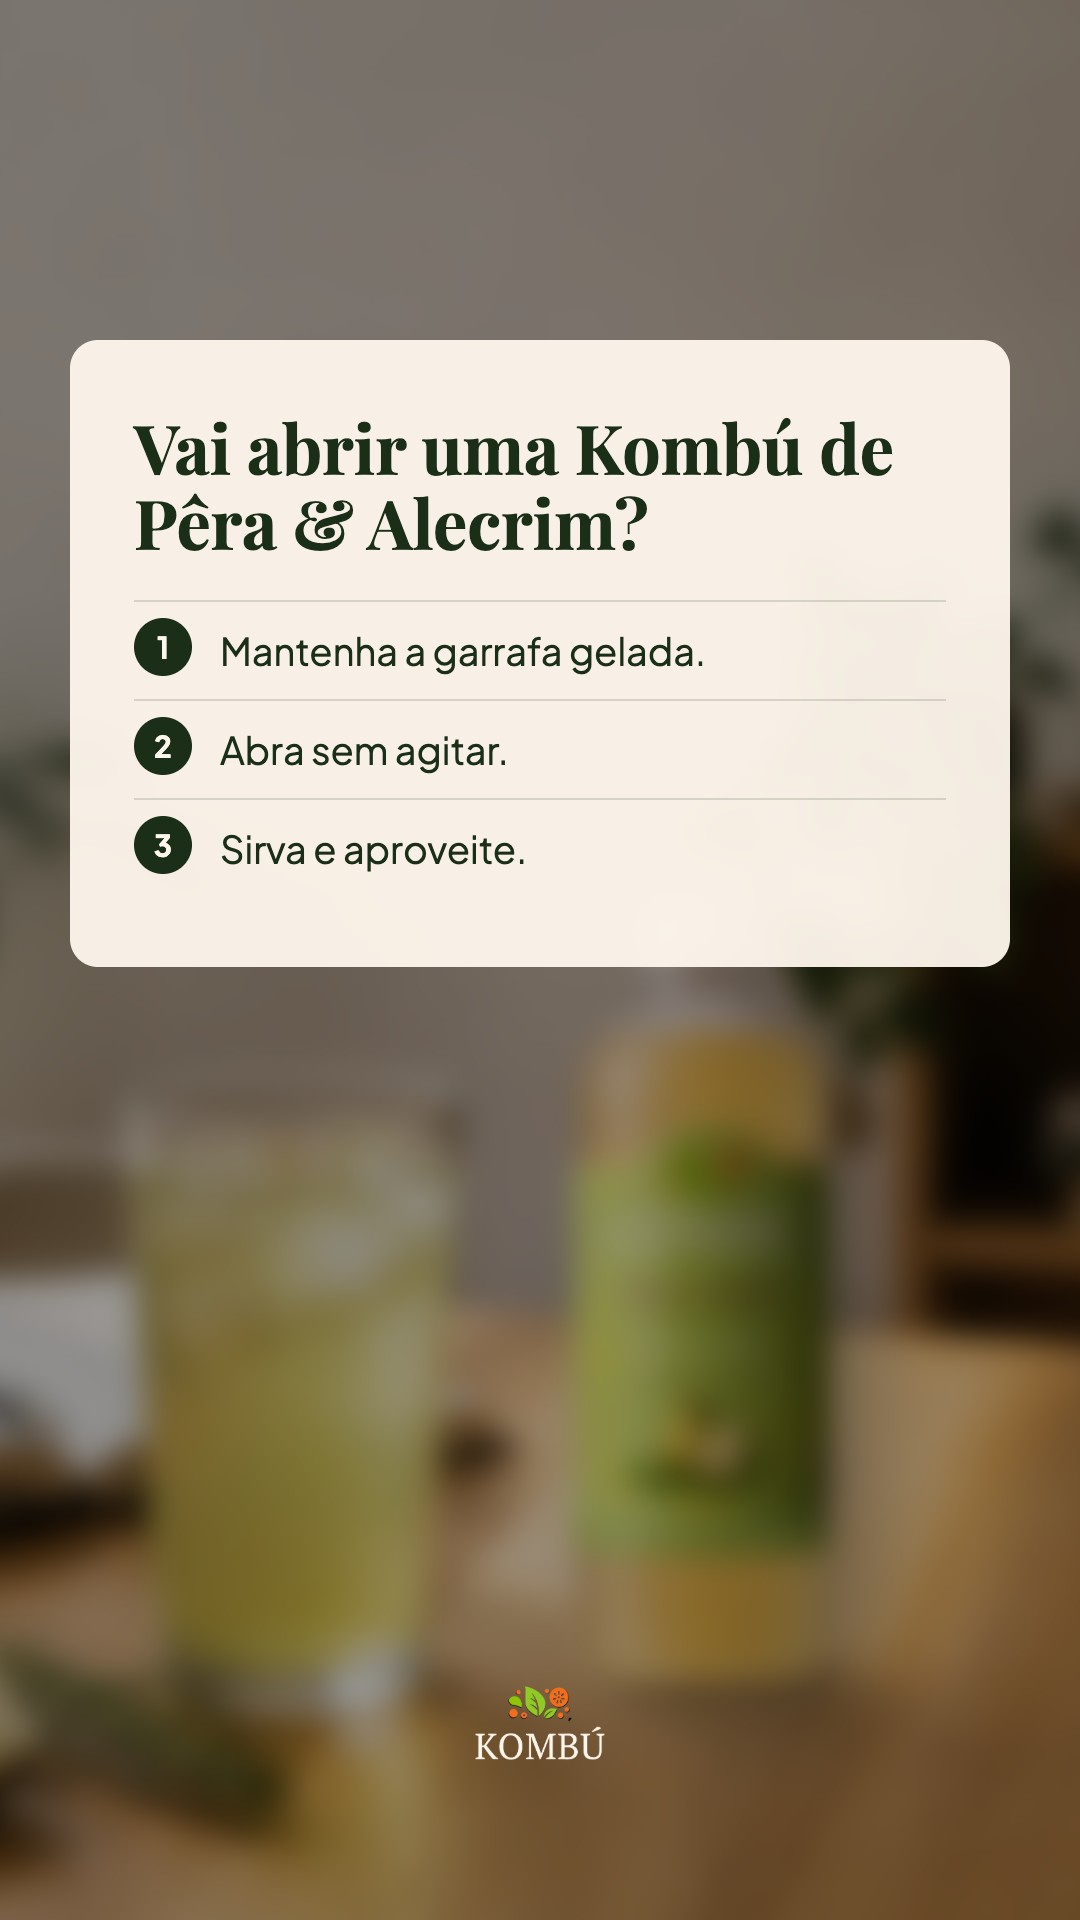 Vai abrir uma Kombú de
Pêra & Alecrim?
1 Mantenha a garrafa gelada.
2 Abra sem agitar.
3 Sirva e aproveite.
KOMBÚ